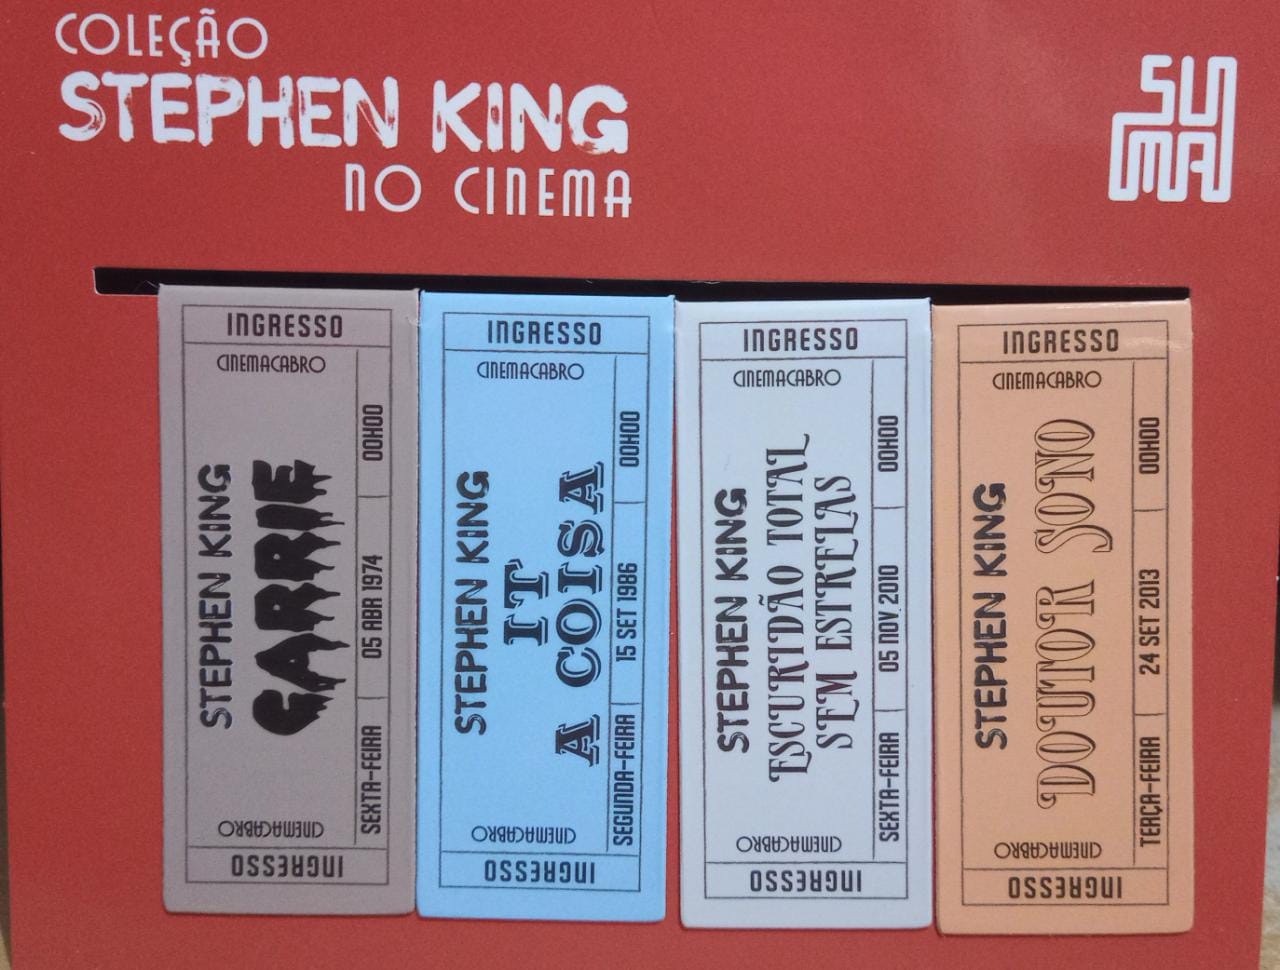 COLEÇÃO
STEPHEN KING
NO CINEMA
SUMA
INGRESSO
CINEMACABRO
STEPHEN KING
CARRIE
SEXTA-FEIRA 05 ABR 1974 00H00
CINEMACABRO
INGRESSO
INGRESSO
CINEMACABRO
STEPHEN KING
IT
A COISA
SEGUNDA-FEIRA 15 SET 1986 00H00
CINEMACABRO
INGRESSO
INGRESSO
CINEMACABRO
STEPHEN KING
ESCURIDÃO TOTAL
SEM ESTRELAS
SEXTA-FEIRA 05 NOV 2010 00H00
CINEMACABRO
INGRESSO
INGRESSO
CINEMACABRO
STEPHEN KING
DOUTOR SONO
TERÇA-FEIRA 24 SET 2013 00H00
CINEMACABRO
INGRESSO